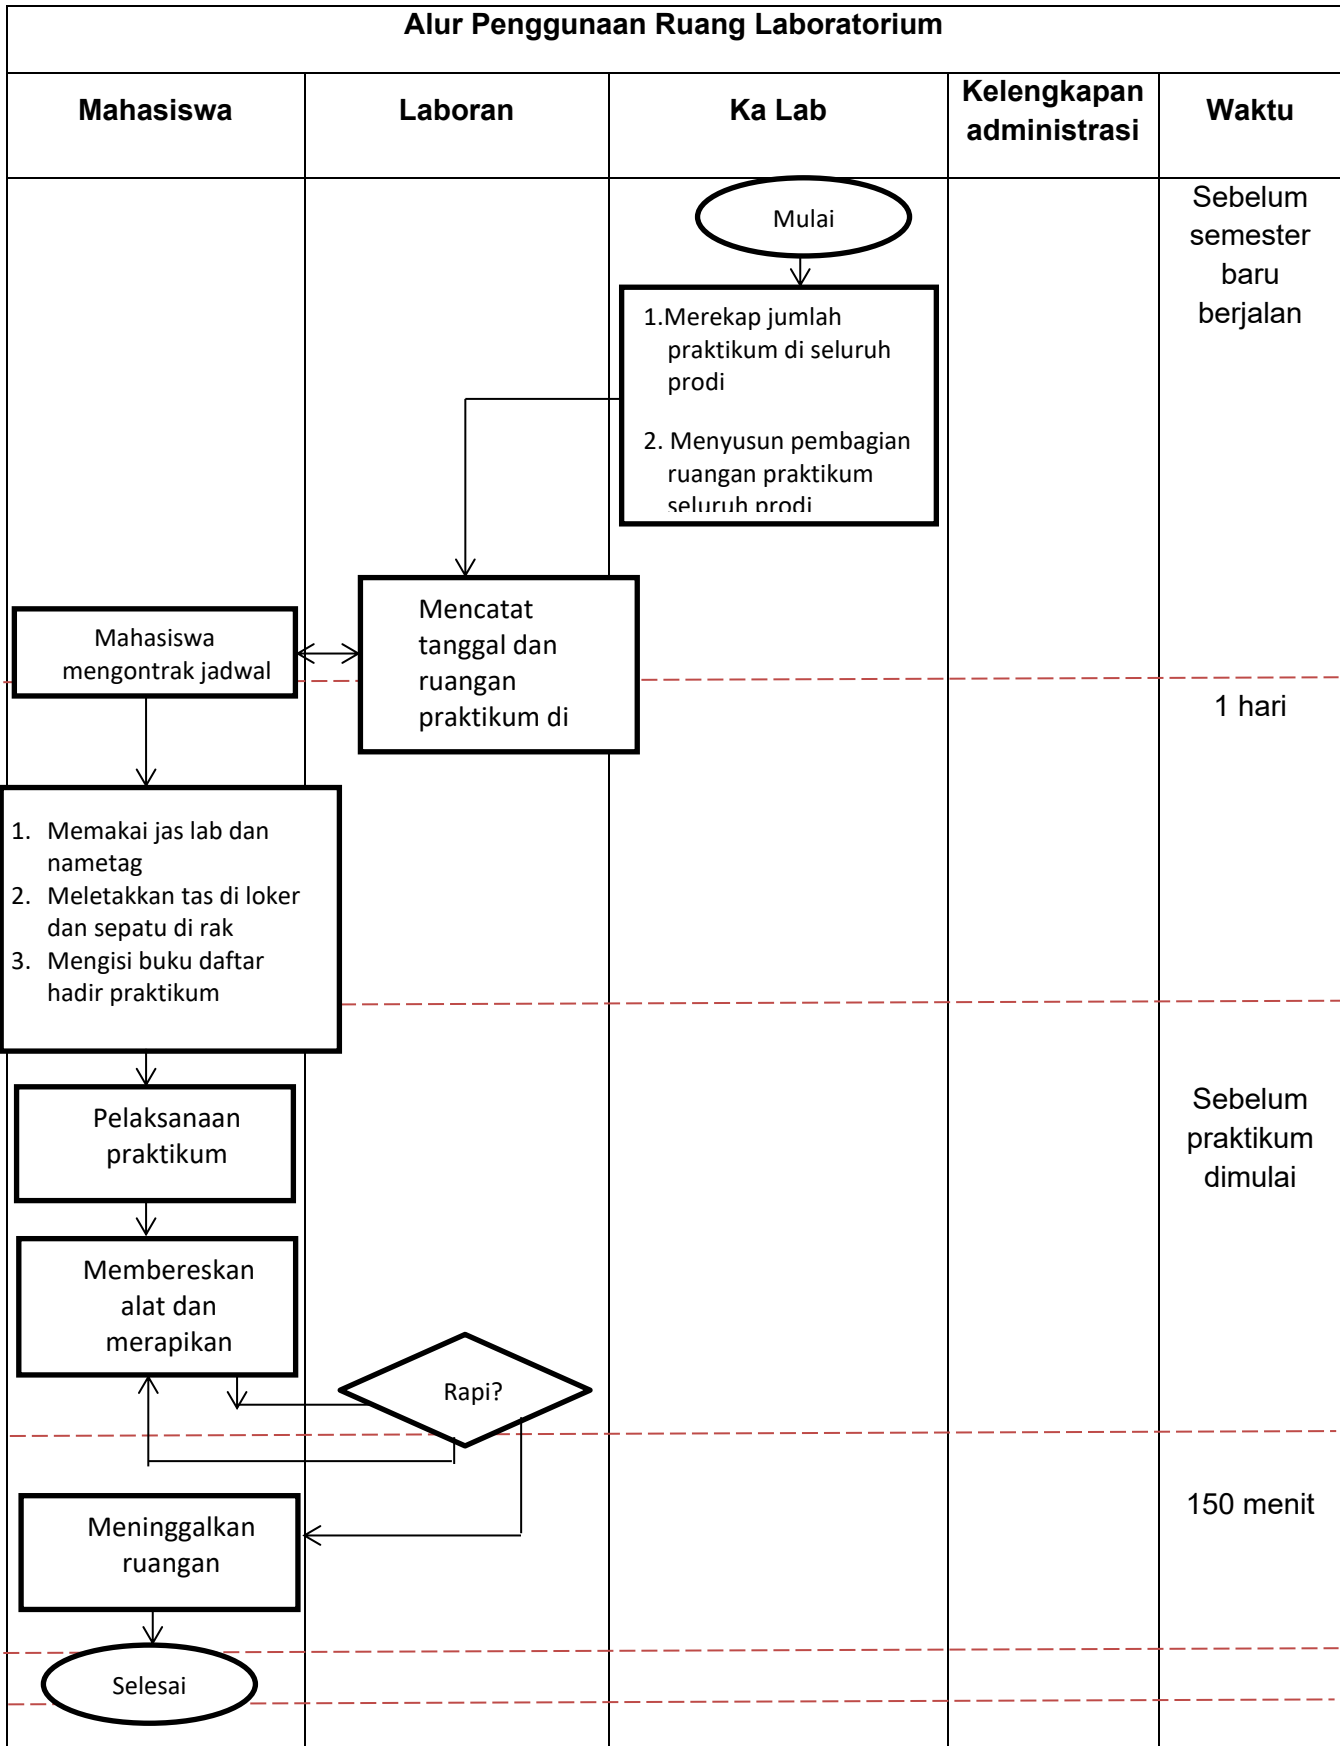 Alur Penggunaan Ruang Laboratorium
Mahasiswa
Laboran
Ka Lab
Kelengkapan
administrasi
Waktu
Mulai
Sebelum
semester
baru
berjalan
1.Merekap jumlah
praktikum di seluruh
prodi
2. Menyusun pembagian
ruangan praktikum
seluruh prodi
Mencatat
tanggal dan
ruangan
praktikum di
Mahasiswa
mengontrak jadwal
1 hari
1. Memakai jas lab dan
nametag
2. Meletakkan tas di loker
dan sepatu di rak
3. Mengisi buku daftar
hadir praktikum
Pelaksanaan
praktikum
Sebelum
praktikum
dimulai
Membereskan
alat dan
merapikan
Rapi?
Meninggalkan
ruangan
150 menit
Selesai